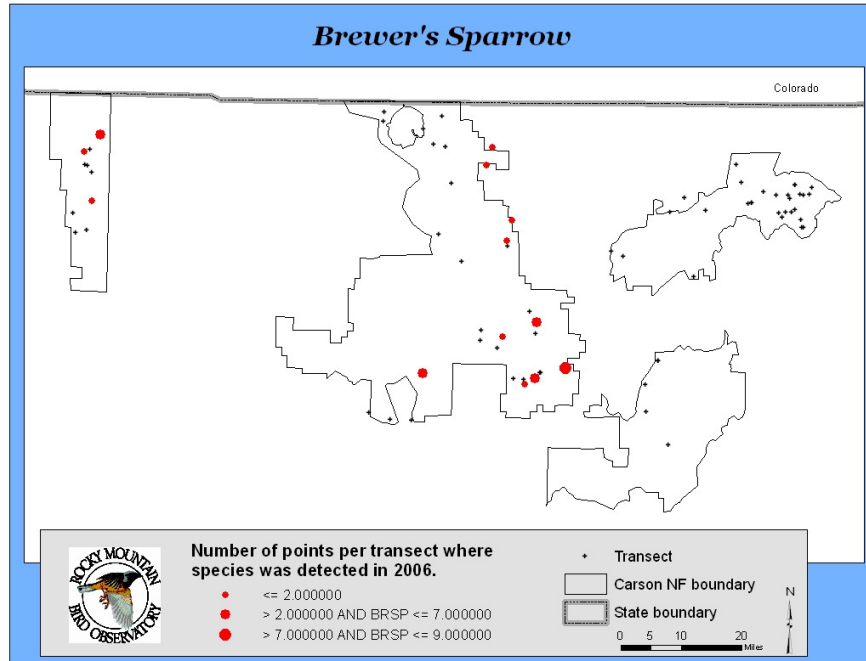 Brewer's Sparrow
Colorado
ROCKY MOUNTAIN
BIRD OBSERVATORY
Number of points per transect where
species was detected in 2006.
<= 2.000000
> 2.000000 AND BRSP <= 7.000000
> 7.000000 AND BRSP <= 9.000000
Transect
Carson NF boundary
State boundary
N
0 5 10 20
Miles